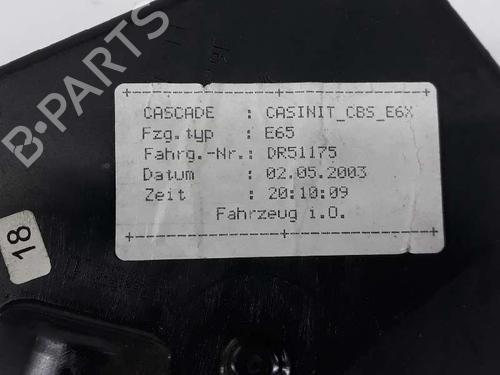 CASCADE : CASINIT_CBS_E6X
Fzg.typ : E65
Fahrg.-Nr.: DR51175
Datum : 02.05.2003
Zeit : 20:10:09
Fahrzeug i.O.
18
B-PARTS